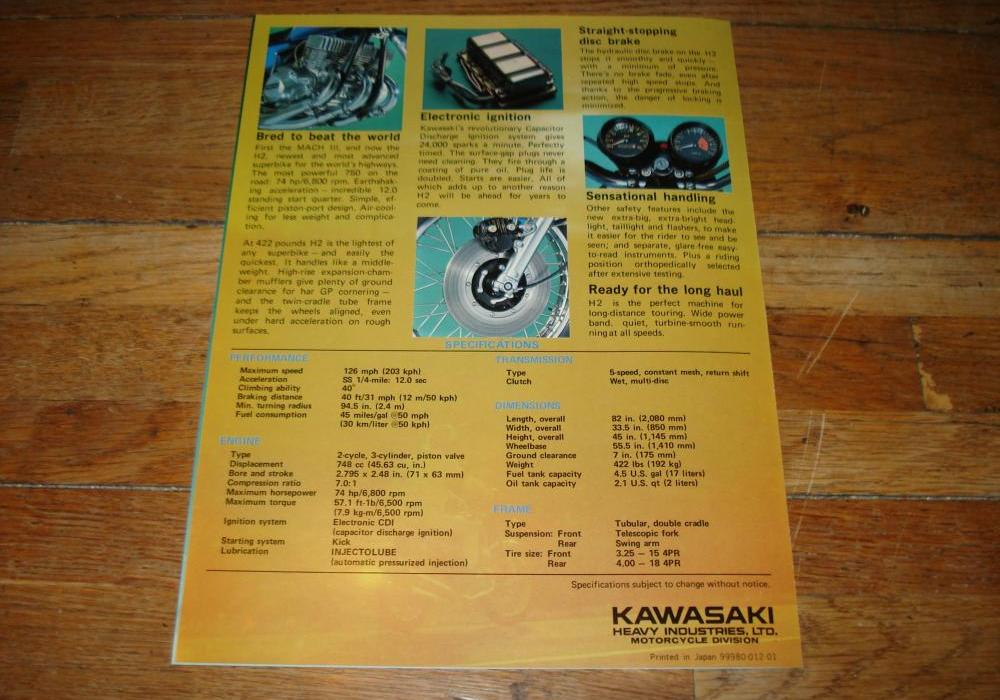 Bred to beat the world
First the MACH III, and now the
H2, newest and most advanced
superbike for the world's highways.
The most powerful 750 on the
road: 74 hp/6,800 rpm. Earthshak-
ing acceleration — incredible 12.0
standing start quarter. Simple, ef-
ficient piston-port design. Air-cool-
ing for less weight and complica-
tion.
At 422 pounds H2 is the lightest of
any superbike — and easily the
quickest. It handles like a middle-
weight. High-rise expansion-cham-
ber mufflers give plenty of ground
clearance for har GP cornering —
and the twin-cradle tube frame
keeps the wheels aligned, even
under hard acceleration on rough
surfaces.
Electronic ignition
Kawasaki's revolutionary Capacitor
Discharge Ignition system gives
24,000 sparks a minute. Perfectly
timed. The surface-gap plugs never
need cleaning. They fire through a
coating of pure oil. Plug life is
doubled. Starts are easier. All of
which adds up to another reason
H2 will be ahead for years to
come.
Straight-stopping
disc brake
The hydraulic disc brake on the H2
stops it smoothly and quickly —
with a minimum of pressure.
There's no brake fade, even after
repeated high speed stops. And
thanks to the progressive braking
action, the danger of locking is
minimized.
Sensational handling
Other safety features include the
new extra-big, extra-bright head-
light, taillight and flashers, to make
it easier for the rider to see and be
seen; and separate, glare-free easy-
to-read instruments. Plus a riding
position orthopedically selected
after extensive testing.
Ready for the long haul
H2 is the perfect machine for
long-distance touring. Wide power
band, quiet, turbine-smooth run-
ning at all speeds.
SPECIFICATIONS
PERFORMANCE
Maximum speed 126 mph (203 kph)
Acceleration SS 1/4-mile: 12.0 sec
Climbing ability 40°
Braking distance 40 ft/31 mph (12 m/50 kph)
Min. turning radius 94.5 in. (2.4 m)
Fuel consumption 45 miles/gal @50 mph
(30 km/liter @50 kph)
ENGINE
Type 2-cycle, 3-cylinder, piston valve
Displacement 748 cc (45.63 cu, in.)
Bore and stroke 2.795 x 2.48 in. (71 x 63 mm)
Compression ratio 7.0:1
Maximum horsepower 74 hp/6,800 rpm
Maximum torque 57.1 ft-lb/6,500 rpm
(7.9 kg-m/6,500 rpm)
Ignition system Electronic CDI
(capacitor discharge ignition)
Starting system Kick
Lubrication INJECTOLUBE
(automatic pressurized injection)
TRANSMISSION
Type 5-speed, constant mesh, return shift
Clutch Wet, multi-disc
DIMENSIONS
Length, overall 82 in. (2,080 mm)
Width, overall 33.5 in. (850 mm)
Height, overall 45 in. (1,145 mm)
Wheelbase 55.5 in. (1,410 mm)
Ground clearance 7 in. (175 mm)
Weight 422 lbs (192 kg)
Fuel tank capacity 4.5 U.S. gal (17 liters)
Oil tank capacity 2.1 U.S. qt (2 liters)
FRAME
Type Tubular, double cradle
Suspension: Front Telescopic fork
Rear Swing arm
Tire size: Front 3.25 — 15 4PR
Rear 4.00 — 18 4PR
Specifications subject to change without notice.
KAWASAKI
HEAVY INDUSTRIES, LTD.
MOTORCYCLE DIVISION
Printed in Japan 99980-012-01